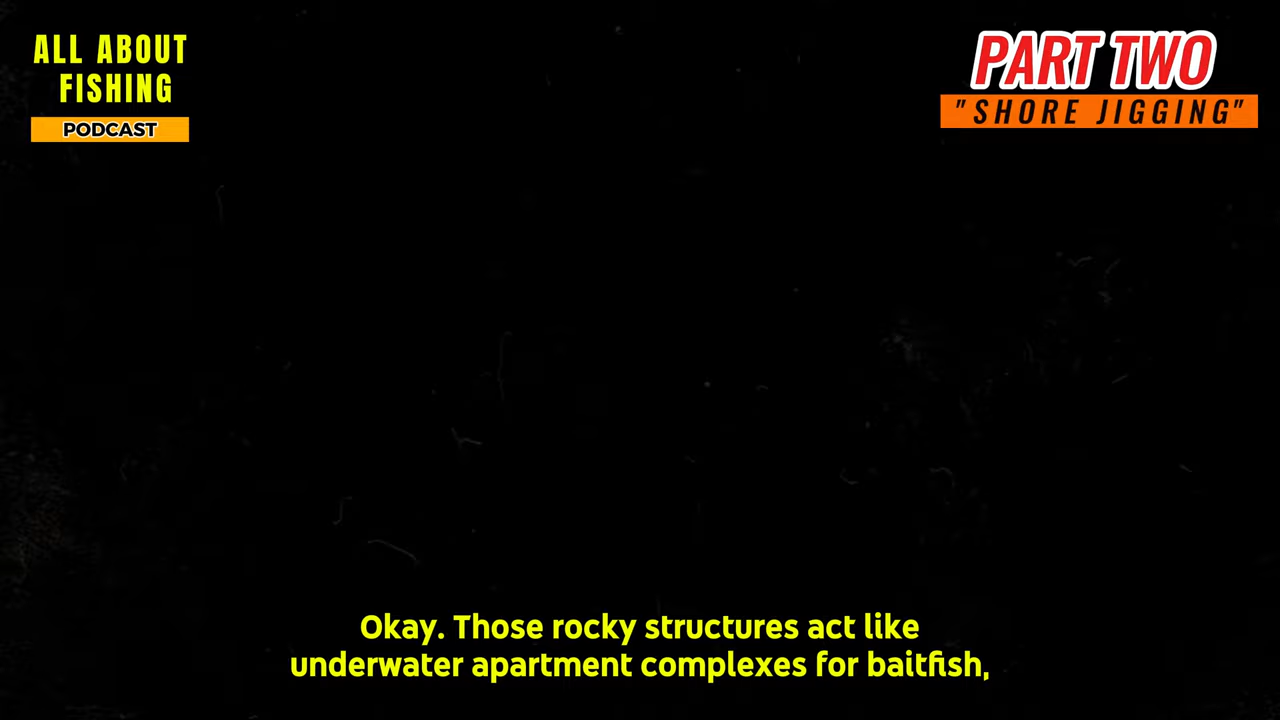 ALL ABOUT
FISHING
PODCAST
PART TWO
"SHORE JIGGING"
Okay. Those rocky structures act like
underwater apartment complexes for baitfish,